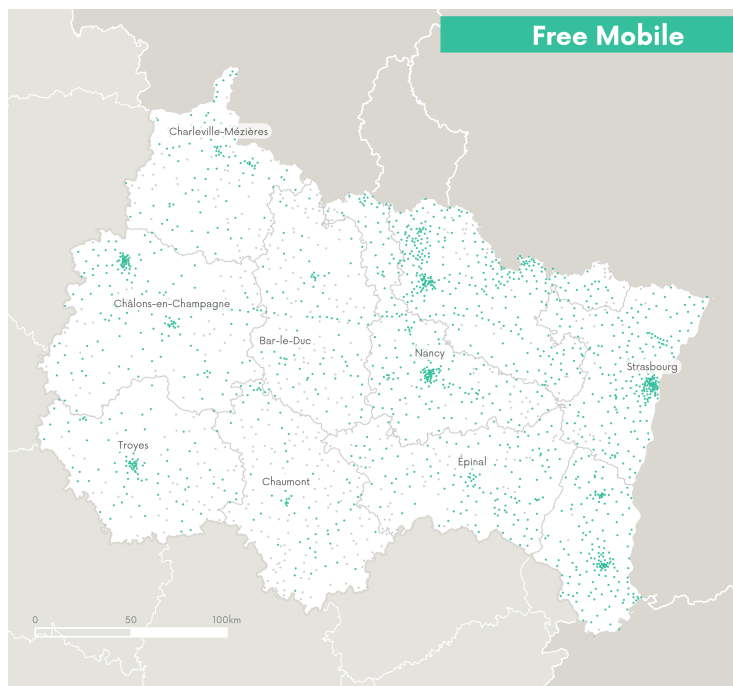 Free Mobile
Charleville-Mézières
Châlons-en-Champagne
Bar-le-Duc
Nancy
Strasbourg
Troyes
Épinal
Chaumont
0 50 100km